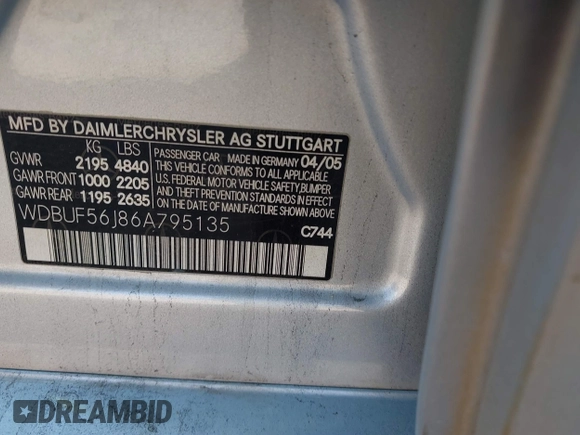 MFD BY DAIMLERCHRYSLER AG STUTTGART
KG LBS
GVWR 2195 4840
GAWR FRONT 1000 2205
GAWR REAR 1195 2635
PASSENGER CAR MADE IN GERMANY 04/05
THIS VEHICLE CONFORMS TO ALL APPLICABLE
U.S. FEDERAL MOTOR VEHICLE SAFETY,BUMPER
AND THEFT PREVENTION STANDARDS IN EFFECT
ON THE DATE OF MANUFACTURE SHOWN ABOVE.
WDBUF56J86A795135
C744
DREAMBID